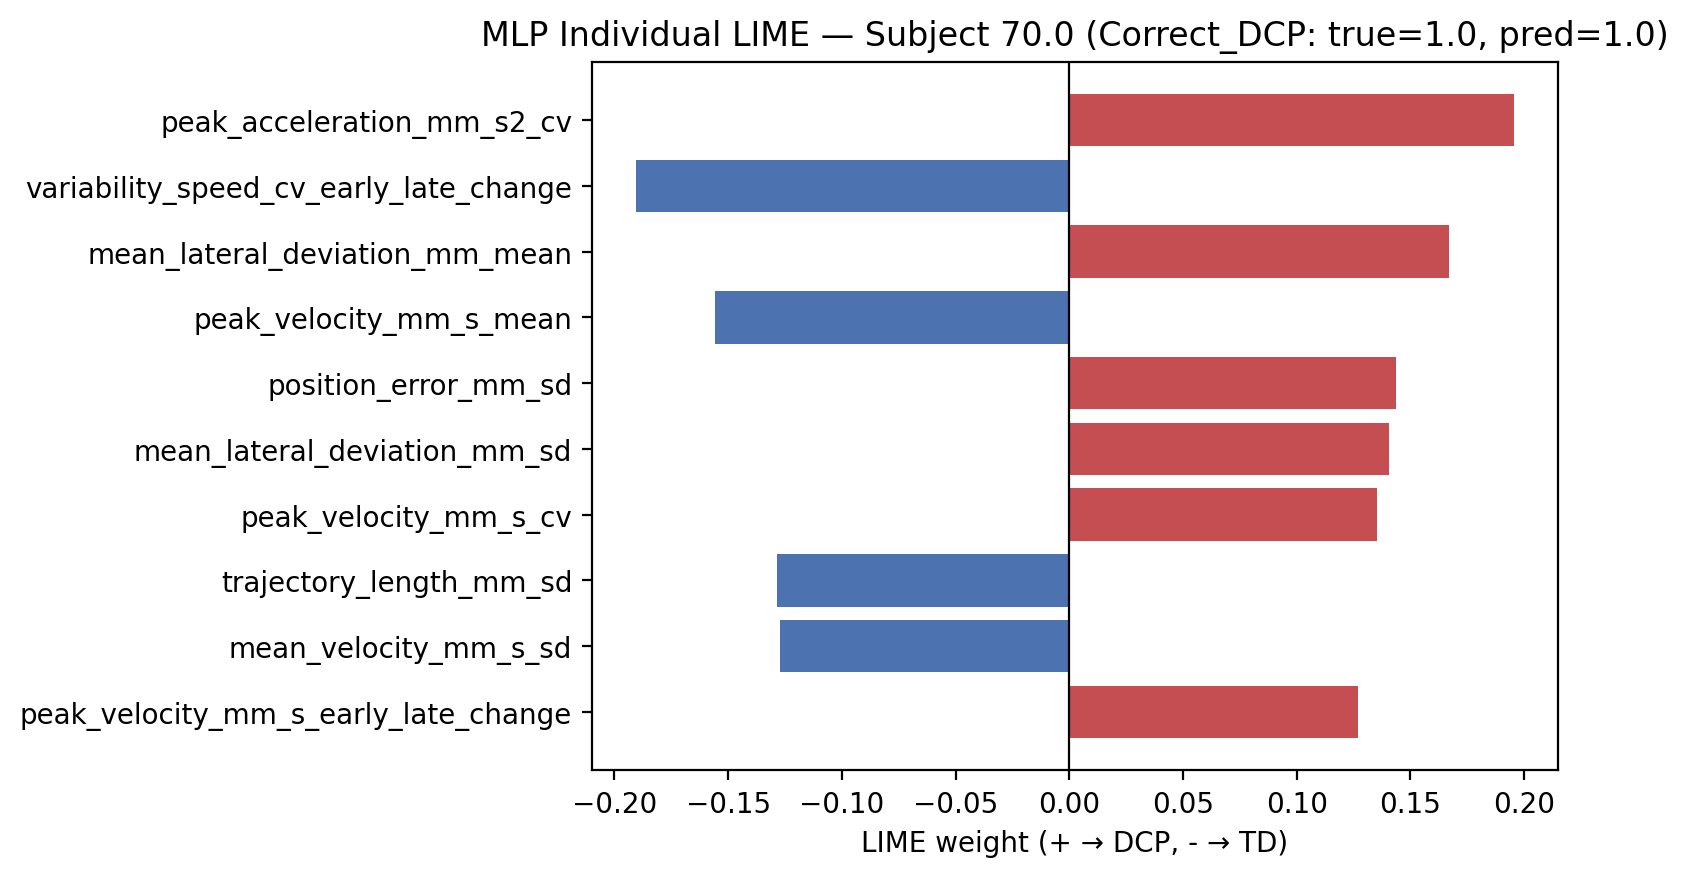 MLP Individual LIME — Subject 70.0 (Correct_DCP: true=1.0, pred=1.0)
peak_acceleration_mm_s2_cv
variability_speed_cv_early_late_change
mean_lateral_deviation_mm_mean
peak_velocity_mm_s_mean
position_error_mm_sd
mean_lateral_deviation_mm_sd
peak_velocity_mm_s_cv
trajectory_length_mm_sd
mean_velocity_mm_s_sd
peak_velocity_mm_s_early_late_change
−0.20 −0.15 −0.10 −0.05 0.00 0.05 0.10 0.15 0.20
LIME weight (+ → DCP, - → TD)